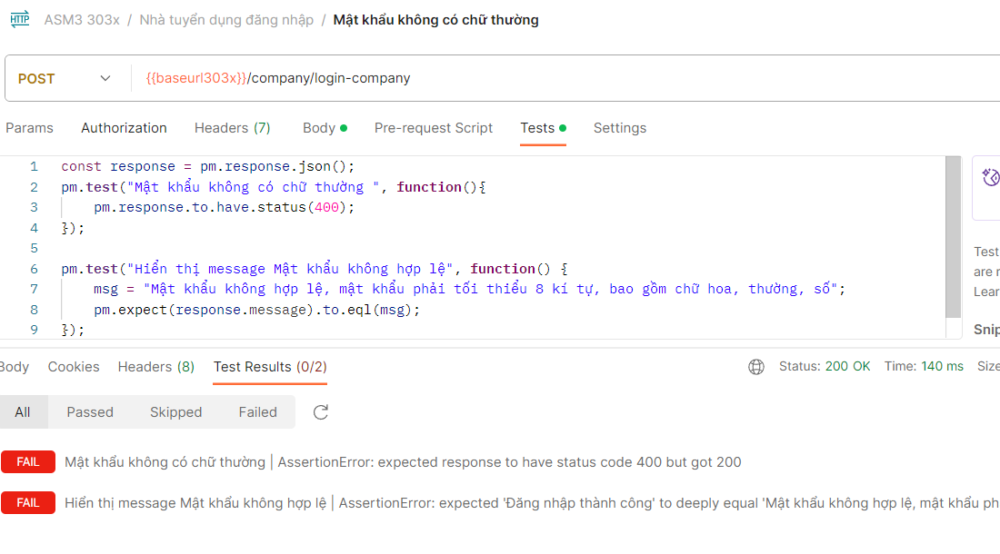 HTTP ASM3 303x / Nhà tuyển dụng đăng nhập / Mật khẩu không có chữ thường
POST {{baseurl303x}}/company/login-company
Params Authorization Headers (7) Body Pre-request Script Tests Settings
1 const response = pm.response.json();
2 pm.test("Mật khẩu không có chữ thường ", function(){
3 pm.response.to.have.status(400);
4 });
5
6 pm.test("Hiển thị message Mật khẩu không hợp lệ", function() {
7 msg = "Mật khẩu không hợp lệ, mật khẩu phải tối thiểu 8 kí tự, bao gồm chữ hoa, thường, số";
8 pm.expect(response.message).to.eql(msg);
9 });
Test
are r
Lear
Snip
Body Cookies Headers (8) Test Results (0/2) Status: 200 OK Time: 140 ms Size
All Passed Skipped Failed
FAIL Mật khẩu không có chữ thường | AssertionError: expected response to have status code 400 but got 200
FAIL Hiển thị message Mật khẩu không hợp lệ | AssertionError: expected 'Đăng nhập thành công' to deeply equal 'Mật khẩu không hợp lệ, mật khẩu ph